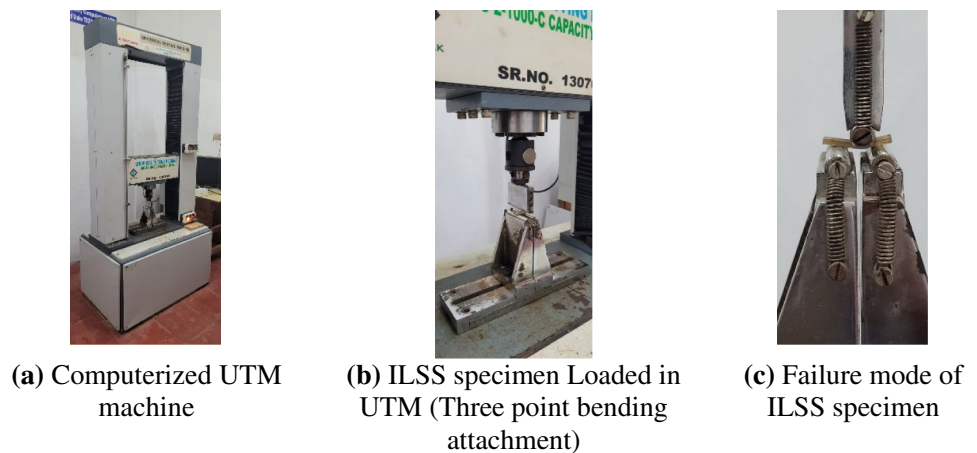 E-1000-C CAPACITY
SR.NO. 1307
(a) Computerized UTM
machine
(b) ILSS specimen Loaded in
UTM (Three point bending
attachment)
(c) Failure mode of
ILSS specimen